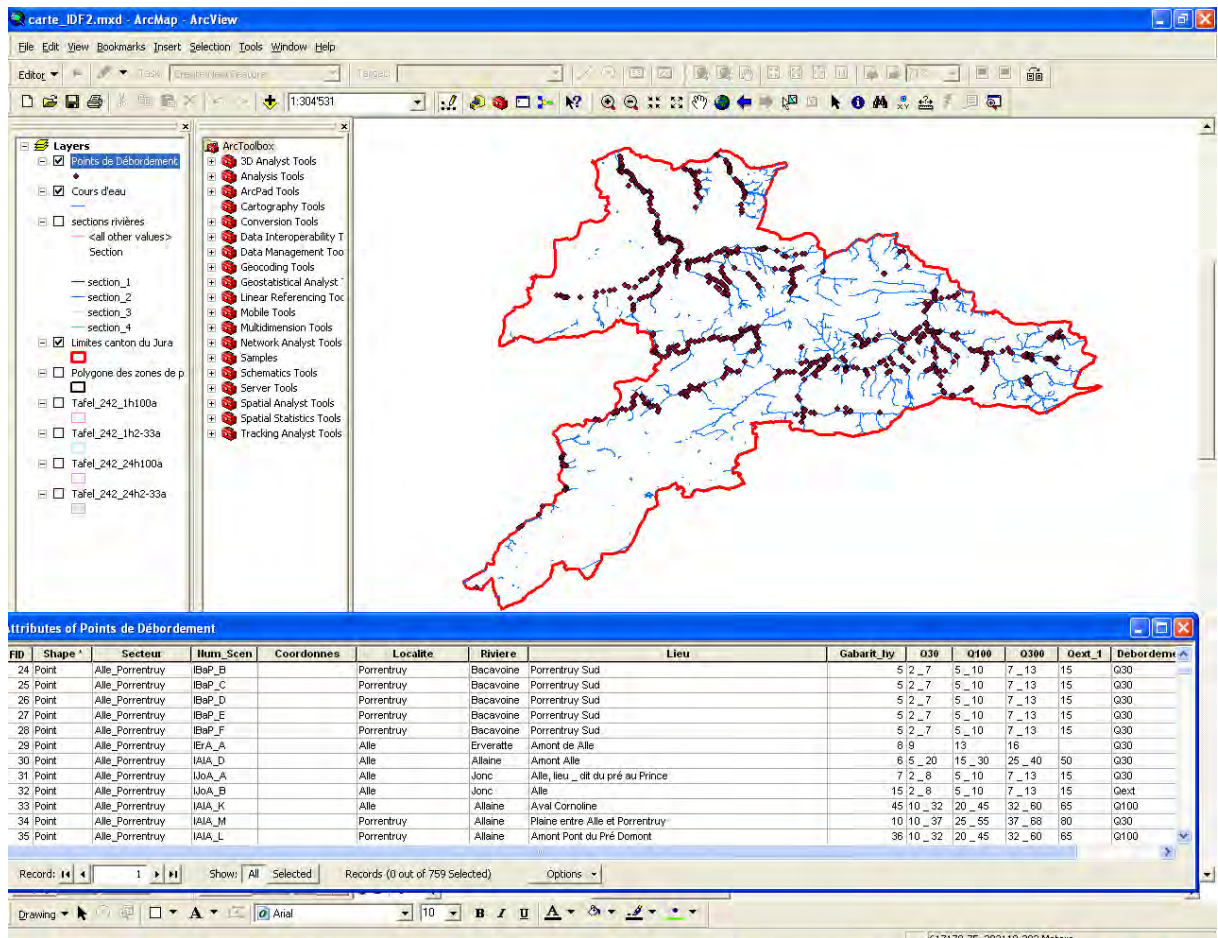 carte_IDF2.mxd - ArcMap - ArcView
File Edit View Bookmarks Insert Selection Tools Window Help
Editor Task: Create New Feature Target:
1:304'531
Layers
Points de Débordement
Cours d'eau
sections rivières
<all other values>
Section
section_1
section_2
section_3
section_4
Limites canton du Jura
Polygone des zones de p
Tafel_242_1h100a
Tafel_242_1h2-33a
Tafel_242_24h100a
Tafel_242_24h2-33a
ArcToolbox
3D Analyst Tools
Analysis Tools
ArcPad Tools
Cartography Tools
Conversion Tools
Data Interoperability T
Data Management Too
Geocoding Tools
Geostatistical Analyst
Linear Referencing Too
Mobile Tools
Multidimension Tools
Network Analyst Tools
Samples
Schematics Tools
Server Tools
Spatial Analyst Tools
Spatial Statistics Tools
Tracking Analyst Tools
Attributes of Points de Débordement
FID Shape * Secteur Num_Scen Coordonnes Localite Riviere Lieu Gabarit_hy Q30 Q100 Q300 Qext_1 Debordeme
24 Point Alle_Porrentruy IBaP_B Porrentruy Bacavoine Porrentruy Sud 5 2_7 5_10 7_13 15 Q30
25 Point Alle_Porrentruy IBaP_C Porrentruy Bacavoine Porrentruy Sud 5 2_7 5_10 7_13 15 Q30
26 Point Alle_Porrentruy IBaP_D Porrentruy Bacavoine Porrentruy Sud 5 2_7 5_10 7_13 15 Q30
27 Point Alle_Porrentruy IBaP_E Porrentruy Bacavoine Porrentruy Sud 5 2_7 5_10 7_13 15 Q30
28 Point Alle_Porrentruy IBaP_F Porrentruy Bacavoine Porrentruy Sud 5 2_7 5_10 7_13 15 Q30
29 Point Alle_Porrentruy IErA_A Alle Erveratte Amont de Alle 8 9 13 16 Q30
30 Point Alle_Porrentruy IAlA_D Alle Allaine Amont Alle 6 5_20 15_30 25_40 50 Q30
31 Point Alle_Porrentruy IJoA_A Alle Jonc Alle, lieu _ dit du pré au Prince 7 2_8 5_10 7_13 15 Q30
32 Point Alle_Porrentruy IJoA_B Alle Jonc Alle 15 2_8 5_10 7_13 15 Qext
33 Point Alle_Porrentruy IAlA_K Alle Allaine Aval Cornoline 45 10_32 20_45 32_60 65 Q100
34 Point Alle_Porrentruy IAlA_M Porrentruy Allaine Plaine entre Alle et Porrentruy 10 10_37 25_55 37_68 80 Q30
35 Point Alle_Porrentruy IAlA_L Porrentruy Allaine Amont Pont du Pré Domont 36 10_32 20_45 32_60 65 Q100
Record: 1 Show: All Selected Records (0 out of 759 Selected) Options
Drawing A Arial 10 B I U A